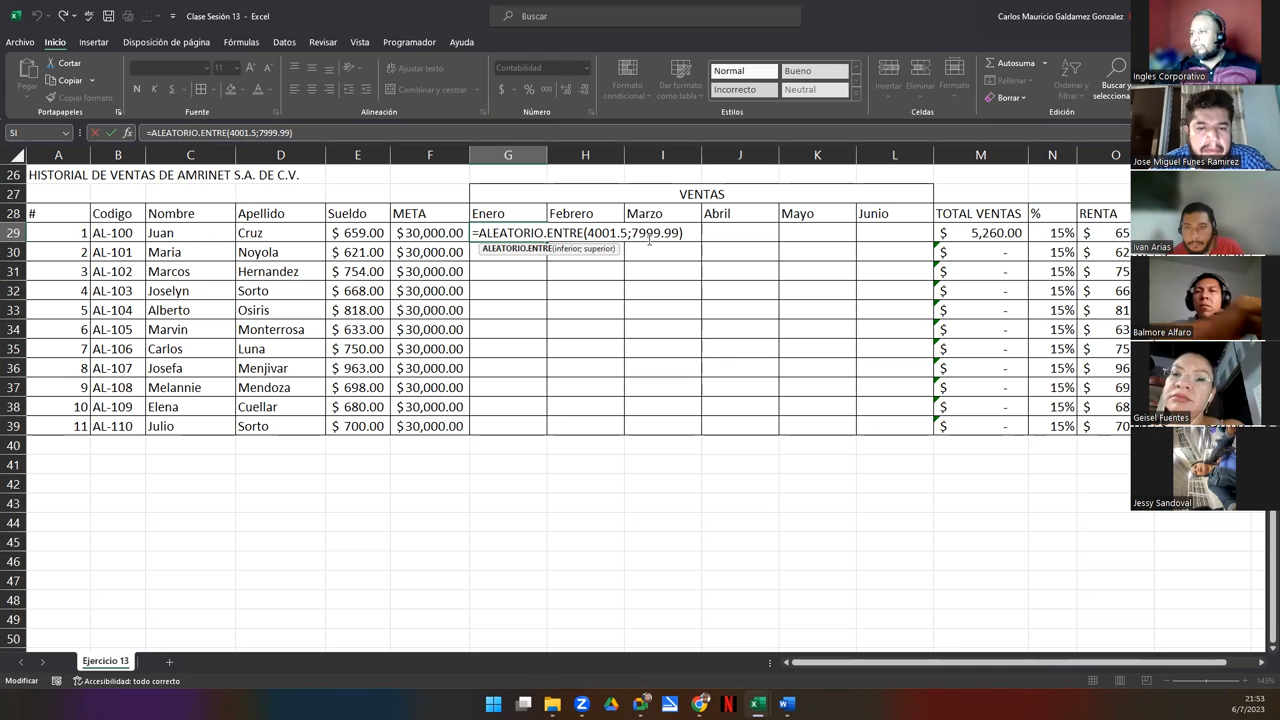 Clase Sesión 13 - Excel
Buscar
Carlos Mauricio Galdamez Gonzalez
Archivo Inicio Insertar Disposición de página Fórmulas Datos Revisar Vista Programador Ayuda
Pegar
Cortar
Copiar
Copiar formato
Portapapeles
11
N K S
Fuente
Ajustar texto
Combinar y centrar
Alineación
Contabilidad
$ % 000
Número
Formato condicional
Dar formato como tabla
Normal Bueno
Incorrecto Neutral
Estilos
Insertar Eliminar Formato
Celdas
Autosuma
Rellenar
Borrar
Ordenar y filtrar
Buscar y selecciona
Edición
SI =ALEATORIO.ENTRE(4001.5;7999.99)
A B C D E F G H I J K L M N O
26 HISTORIAL DE VENTAS DE AMRINET S.A. DE C.V.
27 VENTAS
28 # Codigo Nombre Apellido Sueldo META Enero Febrero Marzo Abril Mayo Junio TOTAL VENTAS % RENTA
29 1 AL-100 Juan Cruz $ 659.00 $ 30,000.00 =ALEATORIO.ENTRE(4001.5;7999.99) $ 5,260.00 15% $ 65
ALEATORIO.ENTRE(inferior; superior)
30 2 AL-101 Maria Noyola $ 621.00 $ 30,000.00 $ - 15% $ 62
31 3 AL-102 Marcos Hernandez $ 754.00 $ 30,000.00 $ - 15% $ 75
32 4 AL-103 Joselyn Sorto $ 668.00 $ 30,000.00 $ - 15% $ 66
33 5 AL-104 Alberto Osiris $ 818.00 $ 30,000.00 $ - 15% $ 81
34 6 AL-105 Marvin Monterrosa $ 633.00 $ 30,000.00 $ - 15% $ 63
35 7 AL-106 Carlos Luna $ 750.00 $ 30,000.00 $ - 15% $ 75
36 8 AL-107 Josefa Menjivar $ 963.00 $ 30,000.00 $ - 15% $ 96
37 9 AL-108 Melannie Mendoza $ 698.00 $ 30,000.00 $ - 15% $ 69
38 10 AL-109 Elena Cuellar $ 680.00 $ 30,000.00 $ - 15% $ 68
39 11 AL-110 Julio Sorto $ 700.00 $ 30,000.00 $ - 15% $ 70
40
41
42
43
44
45
46
47
48
49
50
Ejercicio 13
Modificar Accesibilidad: todo correcto 145%
21:53
6/7/2023
Ingles Corporativo
Jose Miguel Funes Ramirez
Ivan Arias
Balmore Alfaro
Geisel Fuentes
Jessy Sandoval